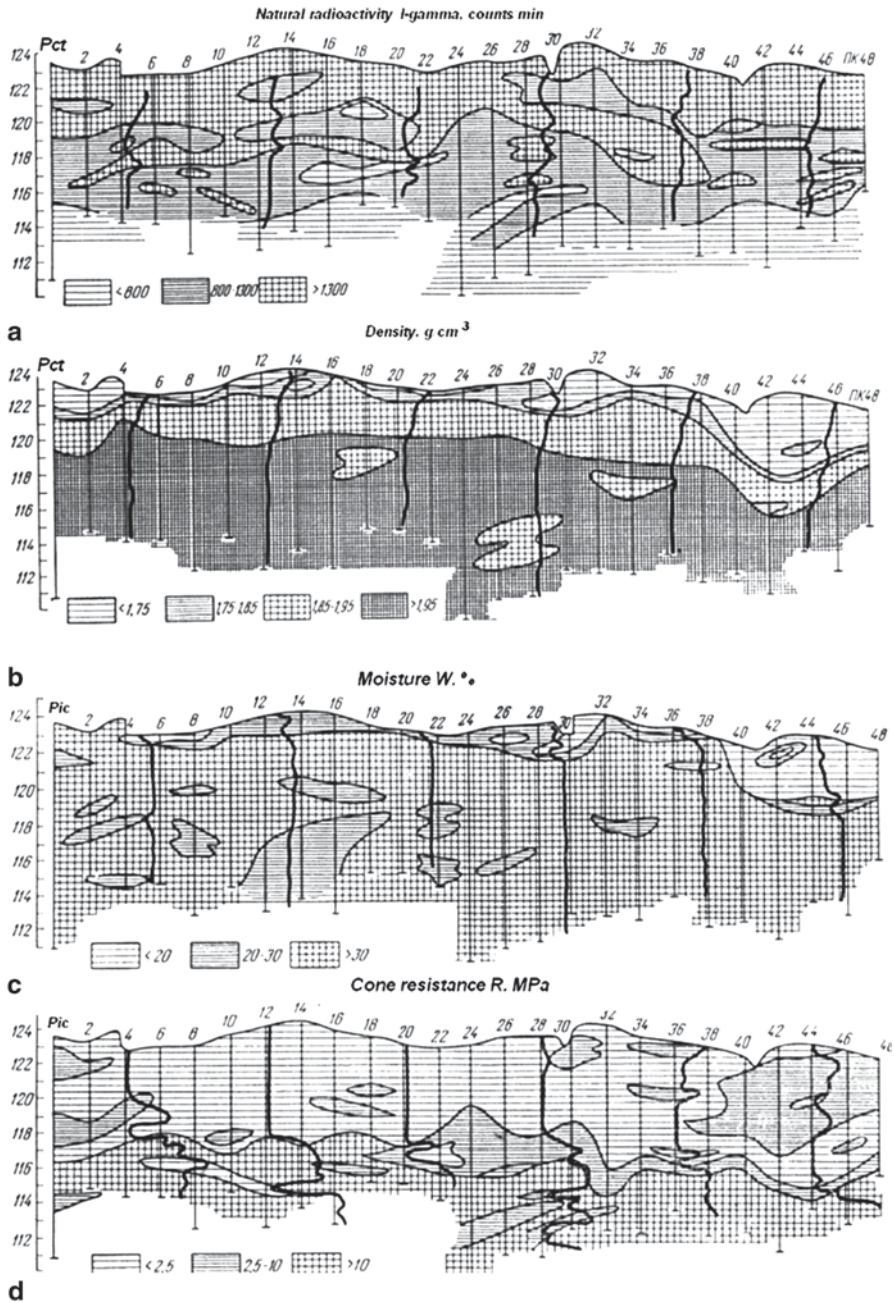 Natural radioactivity I-gamma. counts min
Pct 2 4 6 8 10 12 14 16 18 20 22 24 26 28 30 32 34 36 38 40 42 44 46 ПК48
124
122
120
118
116
114
112
<800 800-1300 >1300
a
Density. g cm³
Pct 2 4 6 8 10 12 14 16 18 20 22 24 26 28 30 32 34 36 38 40 42 44 46 ПК48
124
122
120
118
116
114
112
<1,75 1,75-1,85 1,85-1,95 >1,95
b
Moisture W. %
Pic 2 4 6 8 10 12 14 16 18 20 22 24 26 28 30 32 34 36 38 40 42 44 46 48
124
122
120
118
116
114
112
<20 20-30 >30
c
Cone resistance R. MPa
Pic 2 4 6 8 10 12 14 16 18 20 22 24 26 28 30 32 34 36 38 40 42 44 46 48
124
122
120
118
116
114
112
<2,5 2,5-10 >10
d